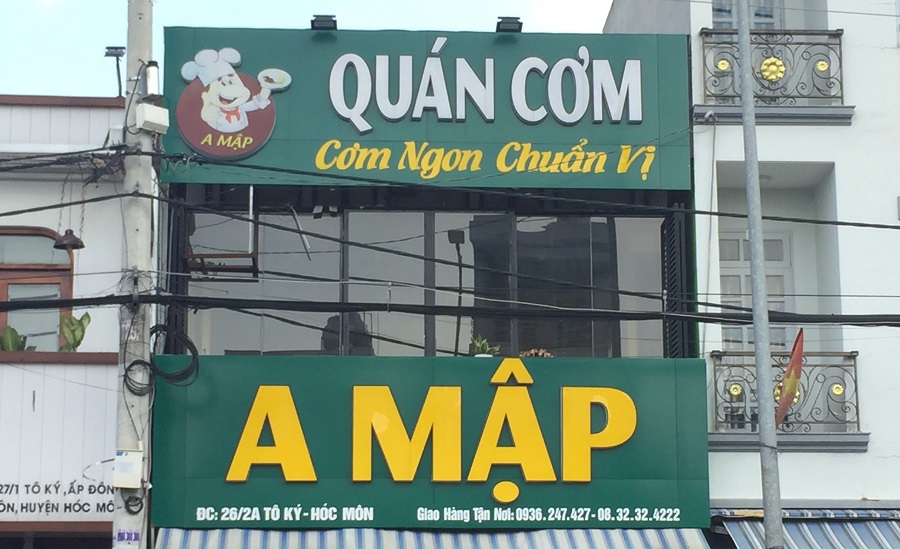 QUÁN CƠM
A MẬP
Cơm Ngon Chuẩn Vị
A MẬP
ĐC: 26/2A TÔ KÝ - HÓC MÔN
Giao Hàng Tận Nơi: 0936.247.427 - 08.32.32.4222
27/1 TÔ KÝ, ẤP ĐÔN
ÔN, HUYỆN HÓC MÔ